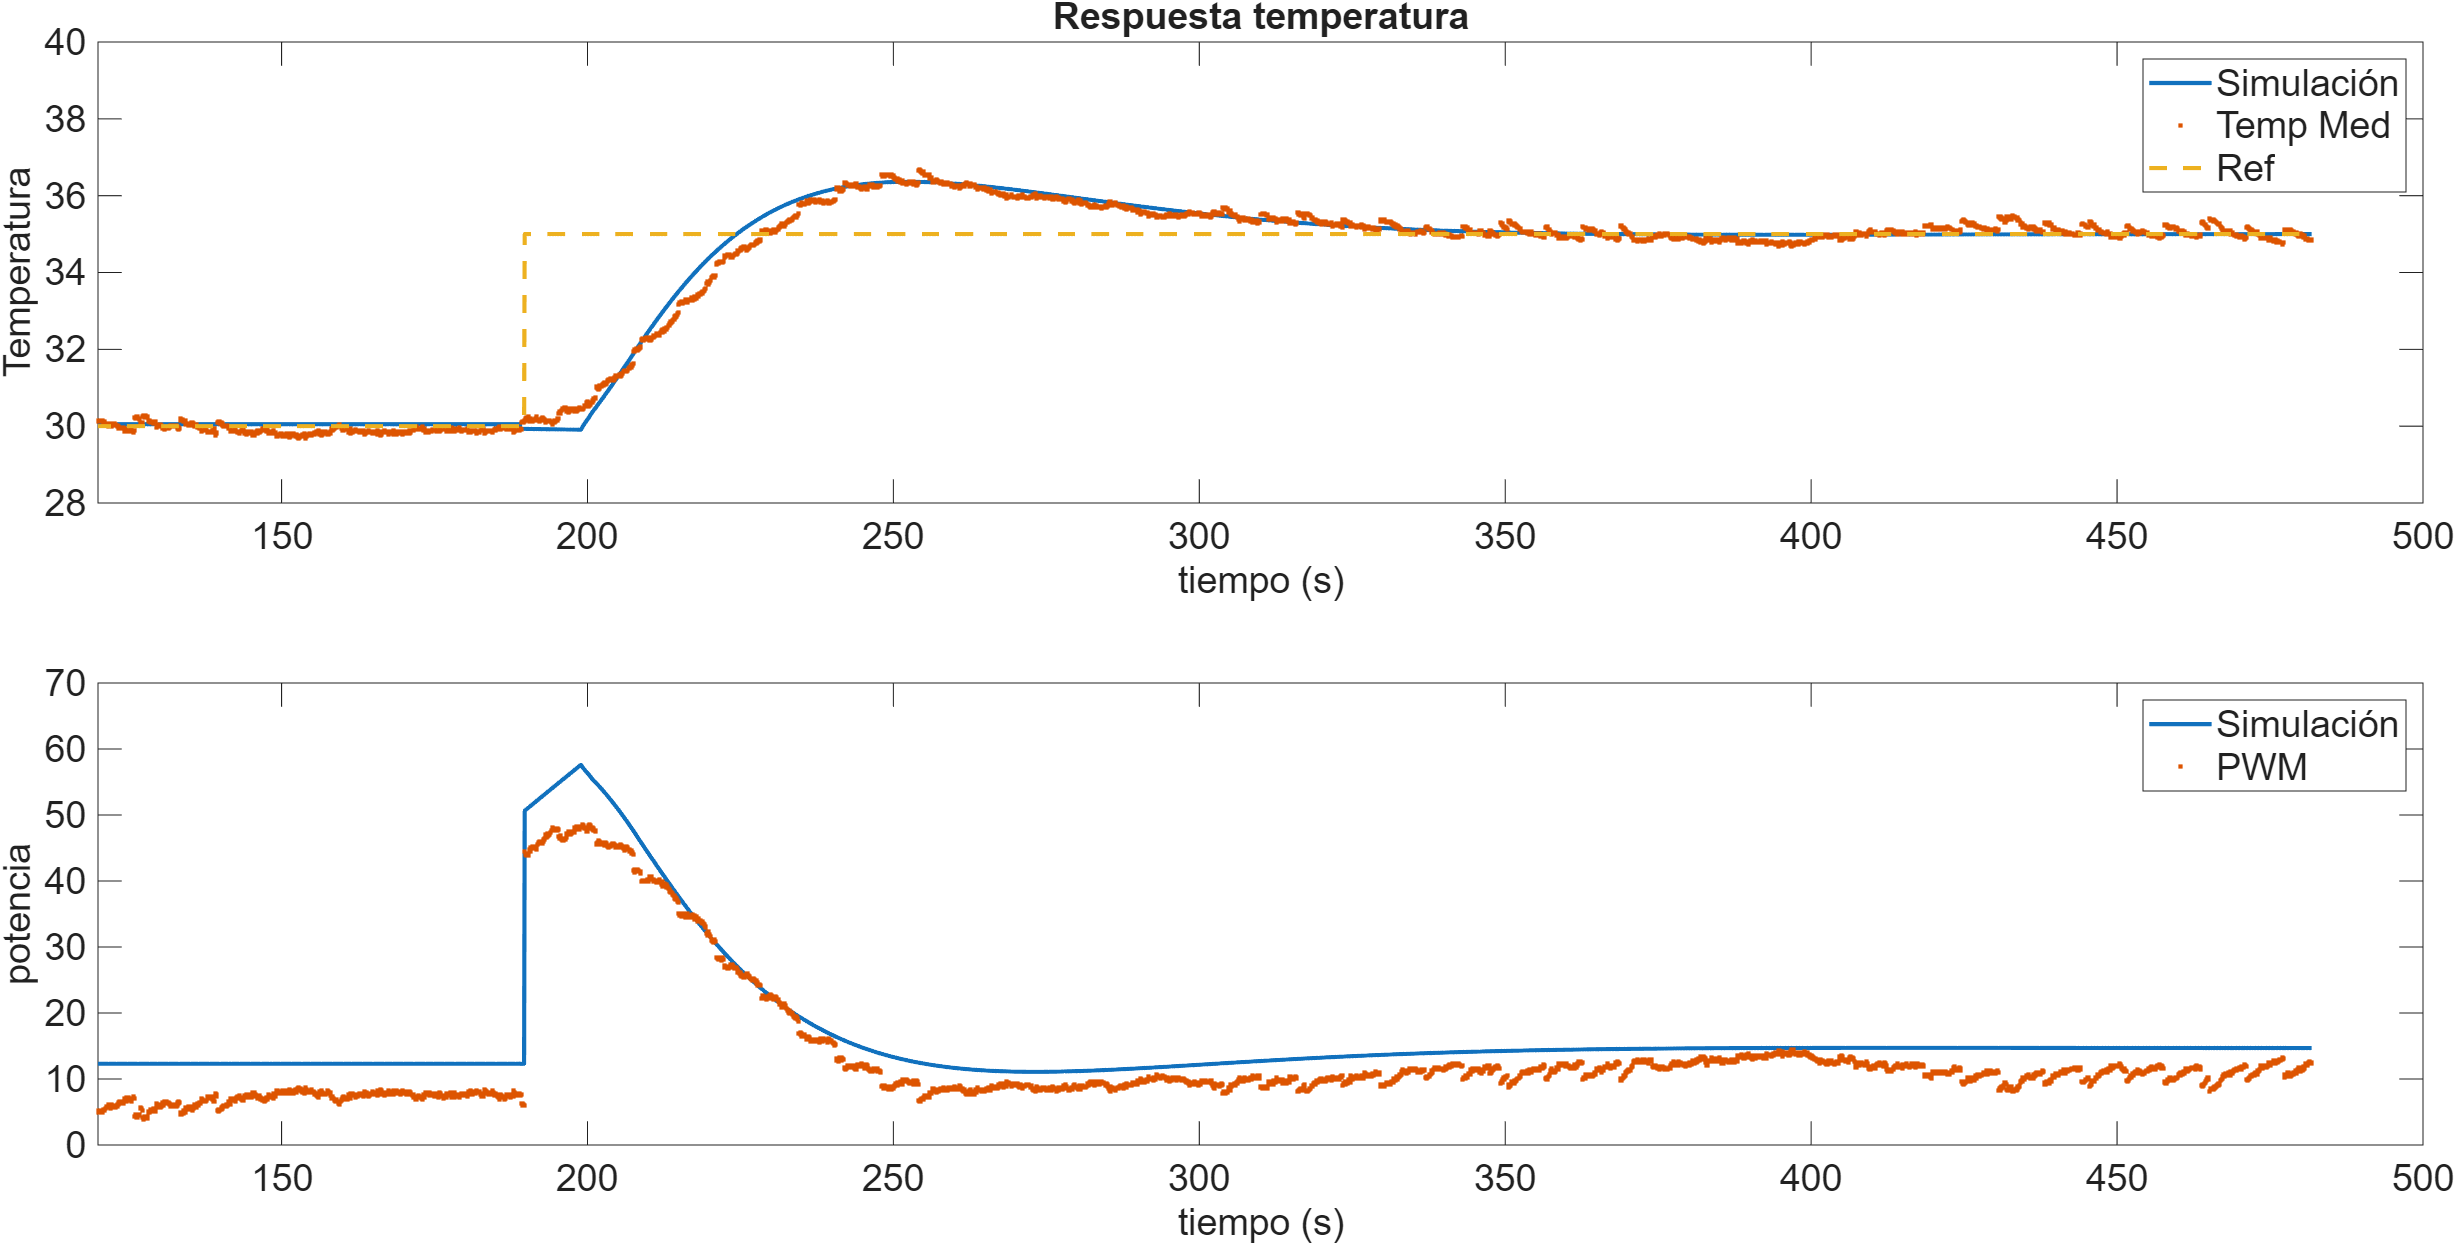 Respuesta temperatura
40
38
36
34
32
30
28
Temperatura
150 200 250 300 350 400 450 500
tiempo (s)
Simulación
Temp Med
Ref
70
60
50
40
30
20
10
0
potencia
150 200 250 300 350 400 450 500
tiempo (s)
Simulación
PWM